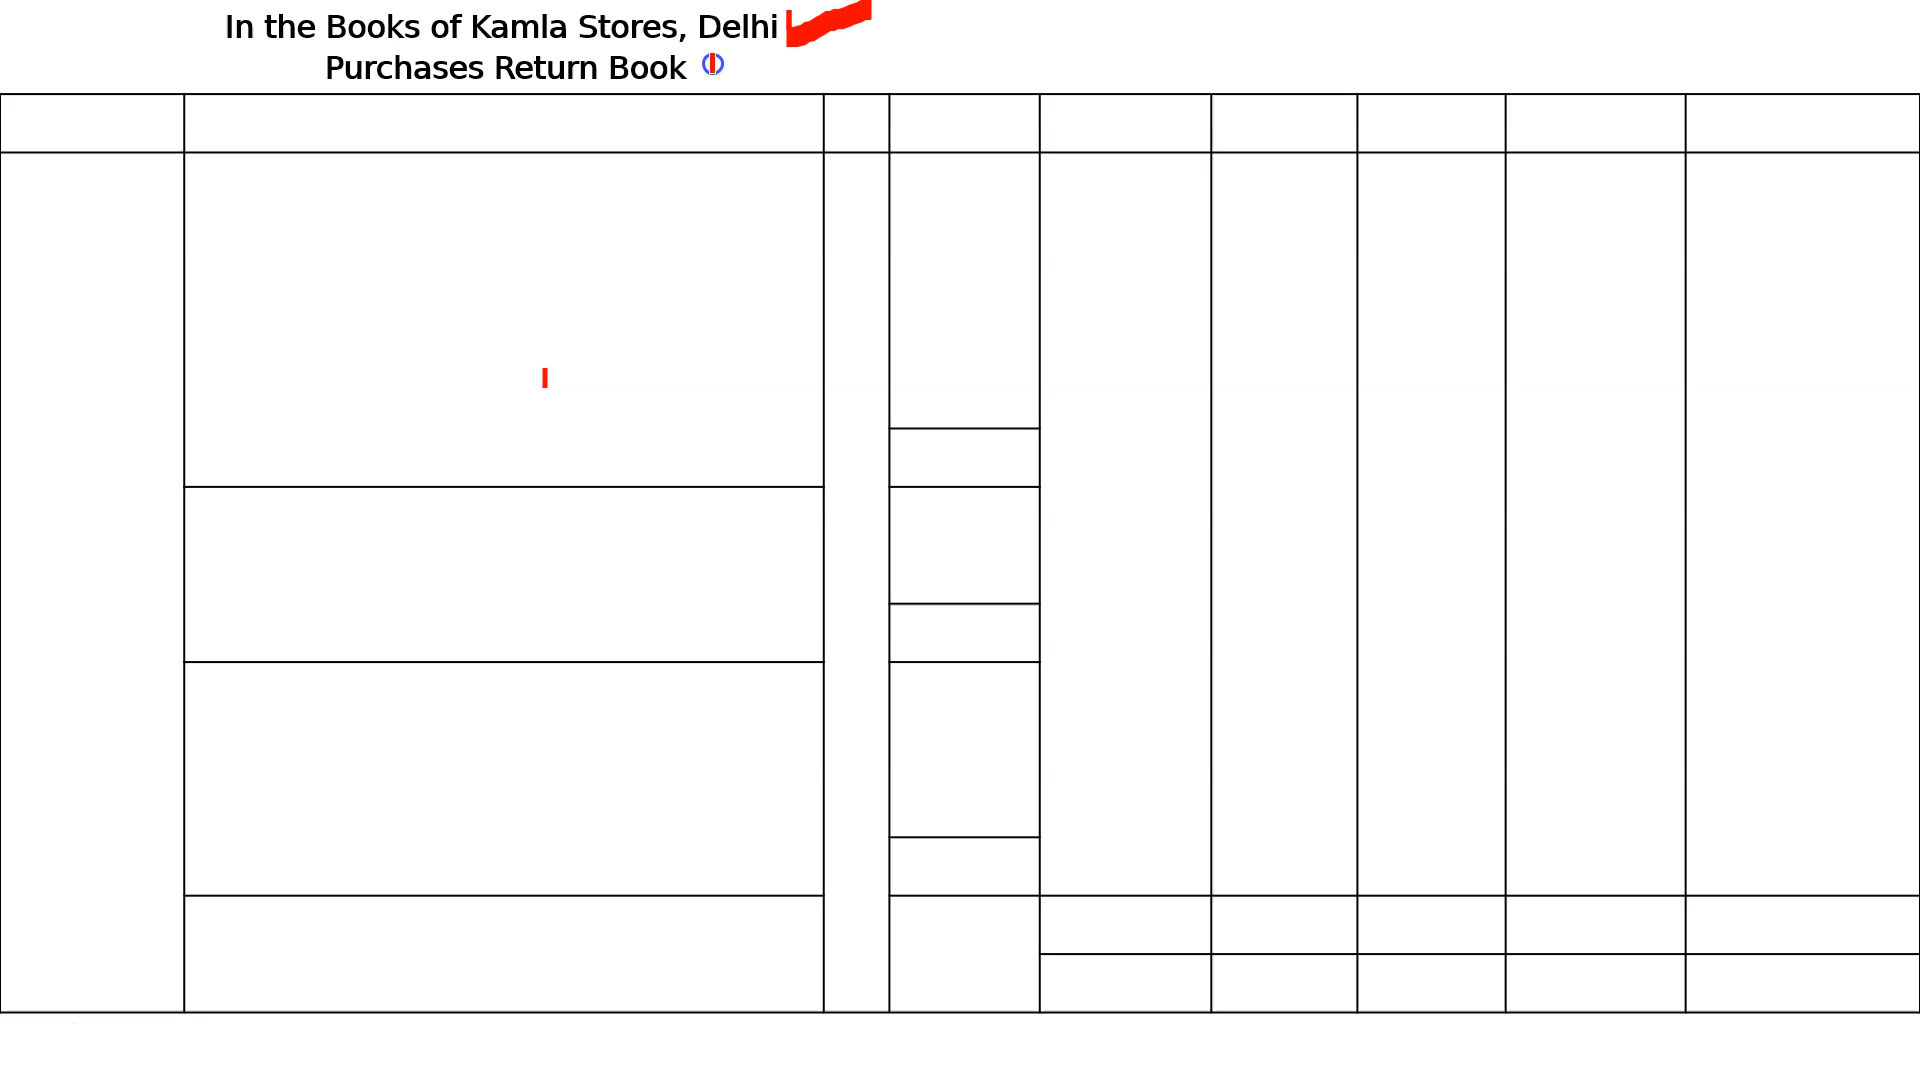 In the Books of Kamla Stores, Delhi
Purchases Return Book